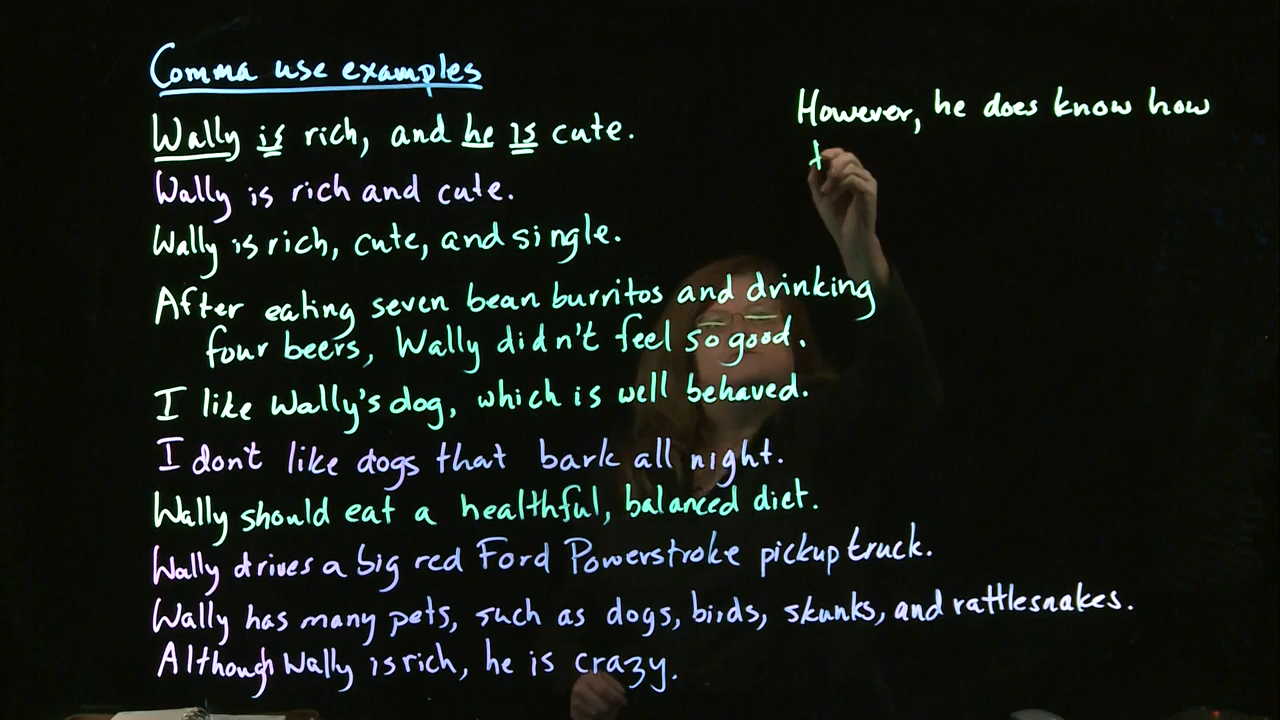 Comma use examples
Wally is rich, and he is cute.
Wally is rich and cute.
Wally is rich, cute, and single.
After eating seven bean burritos and drinking
four beers, Wally didn't feel so good.
I like Wally's dog, which is well behaved.
I don't like dogs that bark all night.
Wally should eat a healthful, balanced diet.
Wally drives a big red Ford Powerstroke pickup truck.
Wally has many pets, such as dogs, birds, skunks, and rattlesnakes.
Although Wally is rich, he is crazy.
However, he does know how
t